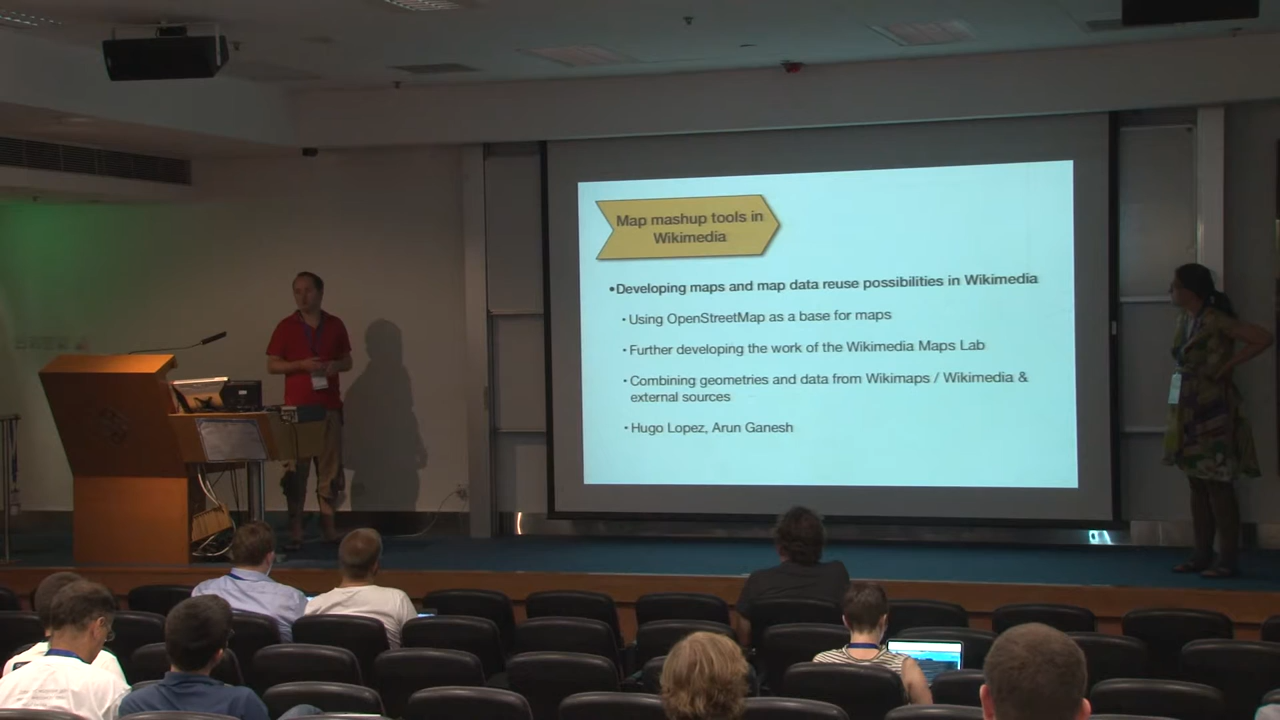 Map mashup tools in
Wikimedia
•Developing maps and map data reuse possibilities in Wikimedia
• Using OpenStreetMap as a base for maps
• Further developing the work of the Wikimedia Maps Lab
• Combining geometries and data from Wikimaps / Wikimedia &
external sources
• Hugo Lopez, Arun Ganesh